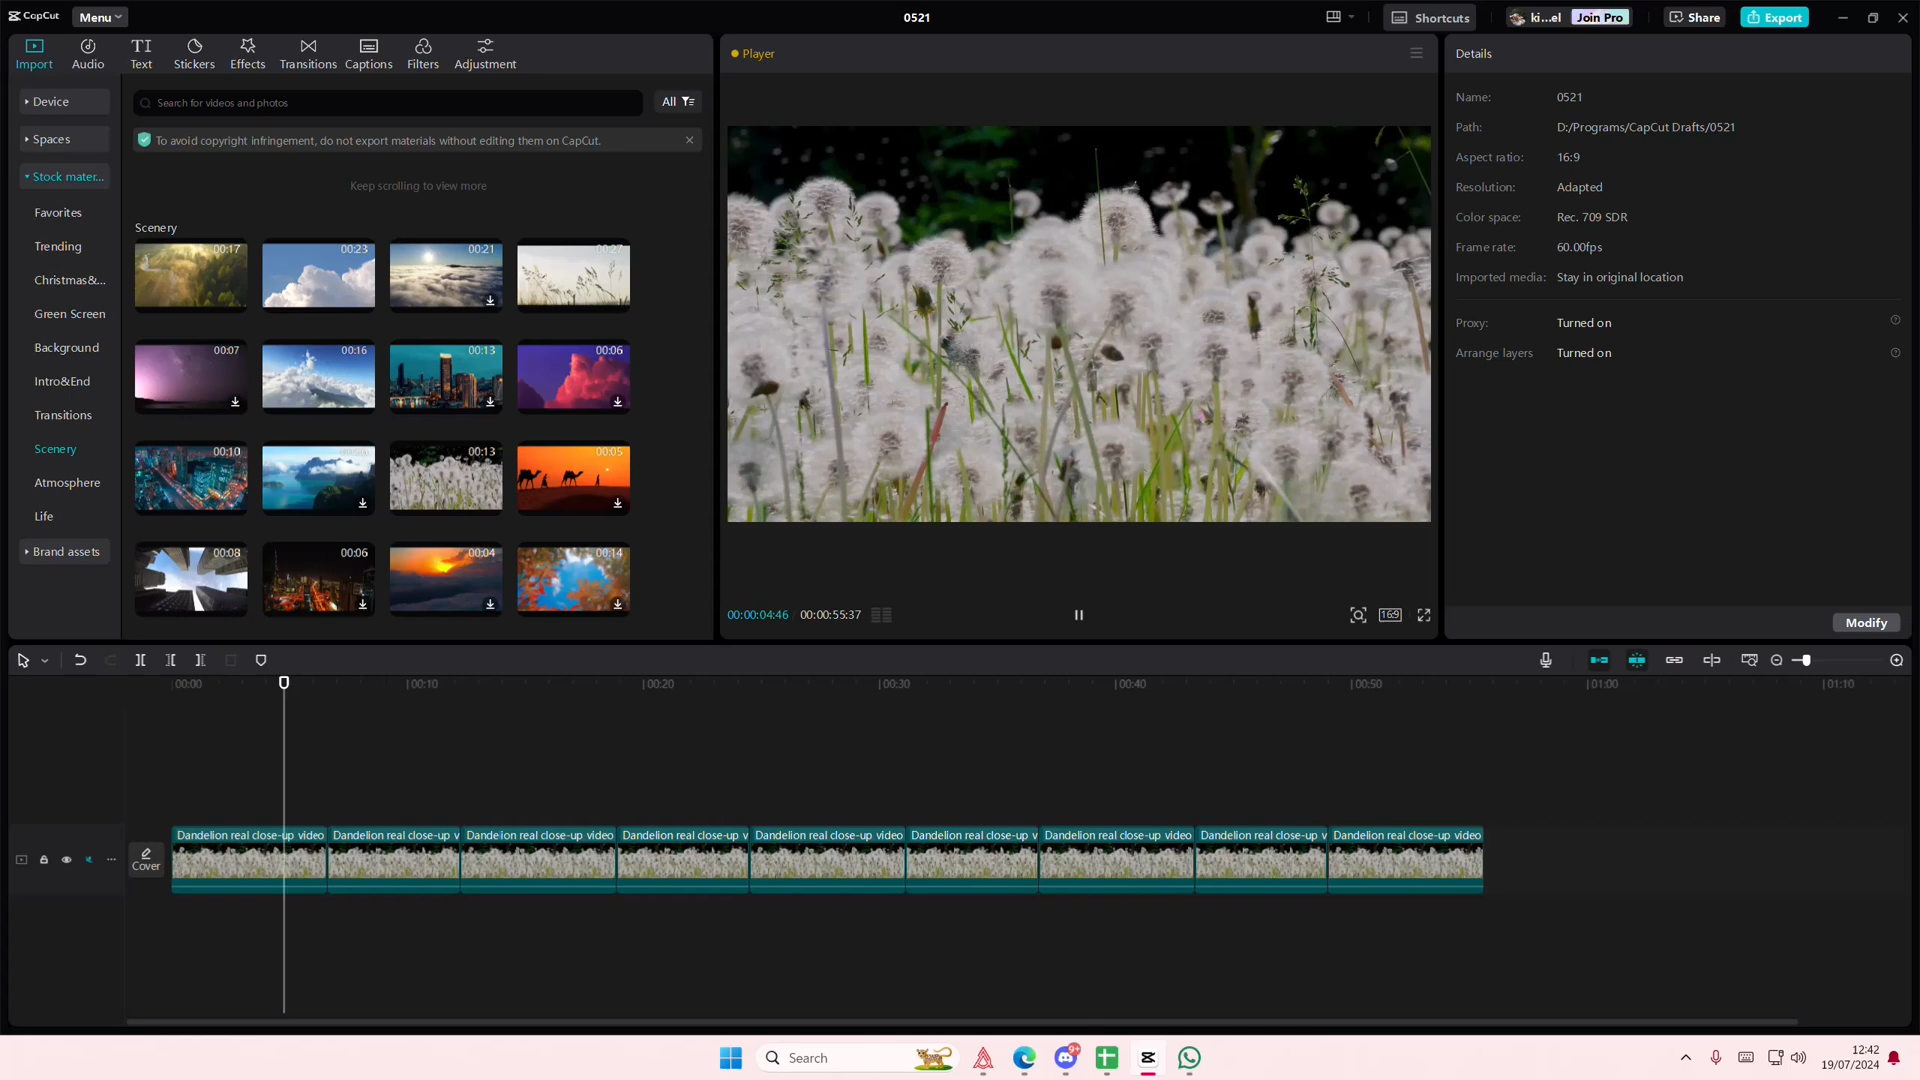 CapCut
Menu
0521
Shortcuts
ki...el
Join Pro
Share
Export
Import
Audio
Text
Stickers
Effects
Transitions
Captions
Filters
Adjustment
Device
Spaces
Stock mater...
Favorites
Trending
Christmas&...
Green Screen
Background
Intro&End
Transitions
Scenery
Atmosphere
Life
Brand assets
Search for videos and photos
All
To avoid copyright infringement, do not export materials without editing them on CapCut.
Keep scrolling to view more
Scenery
00:17
00:23
00:21
00:27
00:07
00:16
00:13
00:06
00:10
00:13
00:05
00:08
00:06
00:04
00:14
Player
00:00:04:46
00:00:55:37
16:9
Details
Name: 0521
Path: D:/Programs/CapCut Drafts/0521
Aspect ratio: 16:9
Resolution: Adapted
Color space: Rec. 709 SDR
Frame rate: 60.00fps
Imported media: Stay in original location
Proxy: Turned on
Arrange layers Turned on
Modify
00:00
00:10
00:20
00:30
00:40
00:50
01:00
01:10
Cover
Dandelion real close-up video
Dandelion real close-up v
Dandelion real close-up video
Dandelion real close-up v
Dandelion real close-up video
Dandelion real close-up v
Dandelion real close-up video
Dandelion real close-up v
Dandelion real close-up video
Search
9+
12:42
19/07/2024